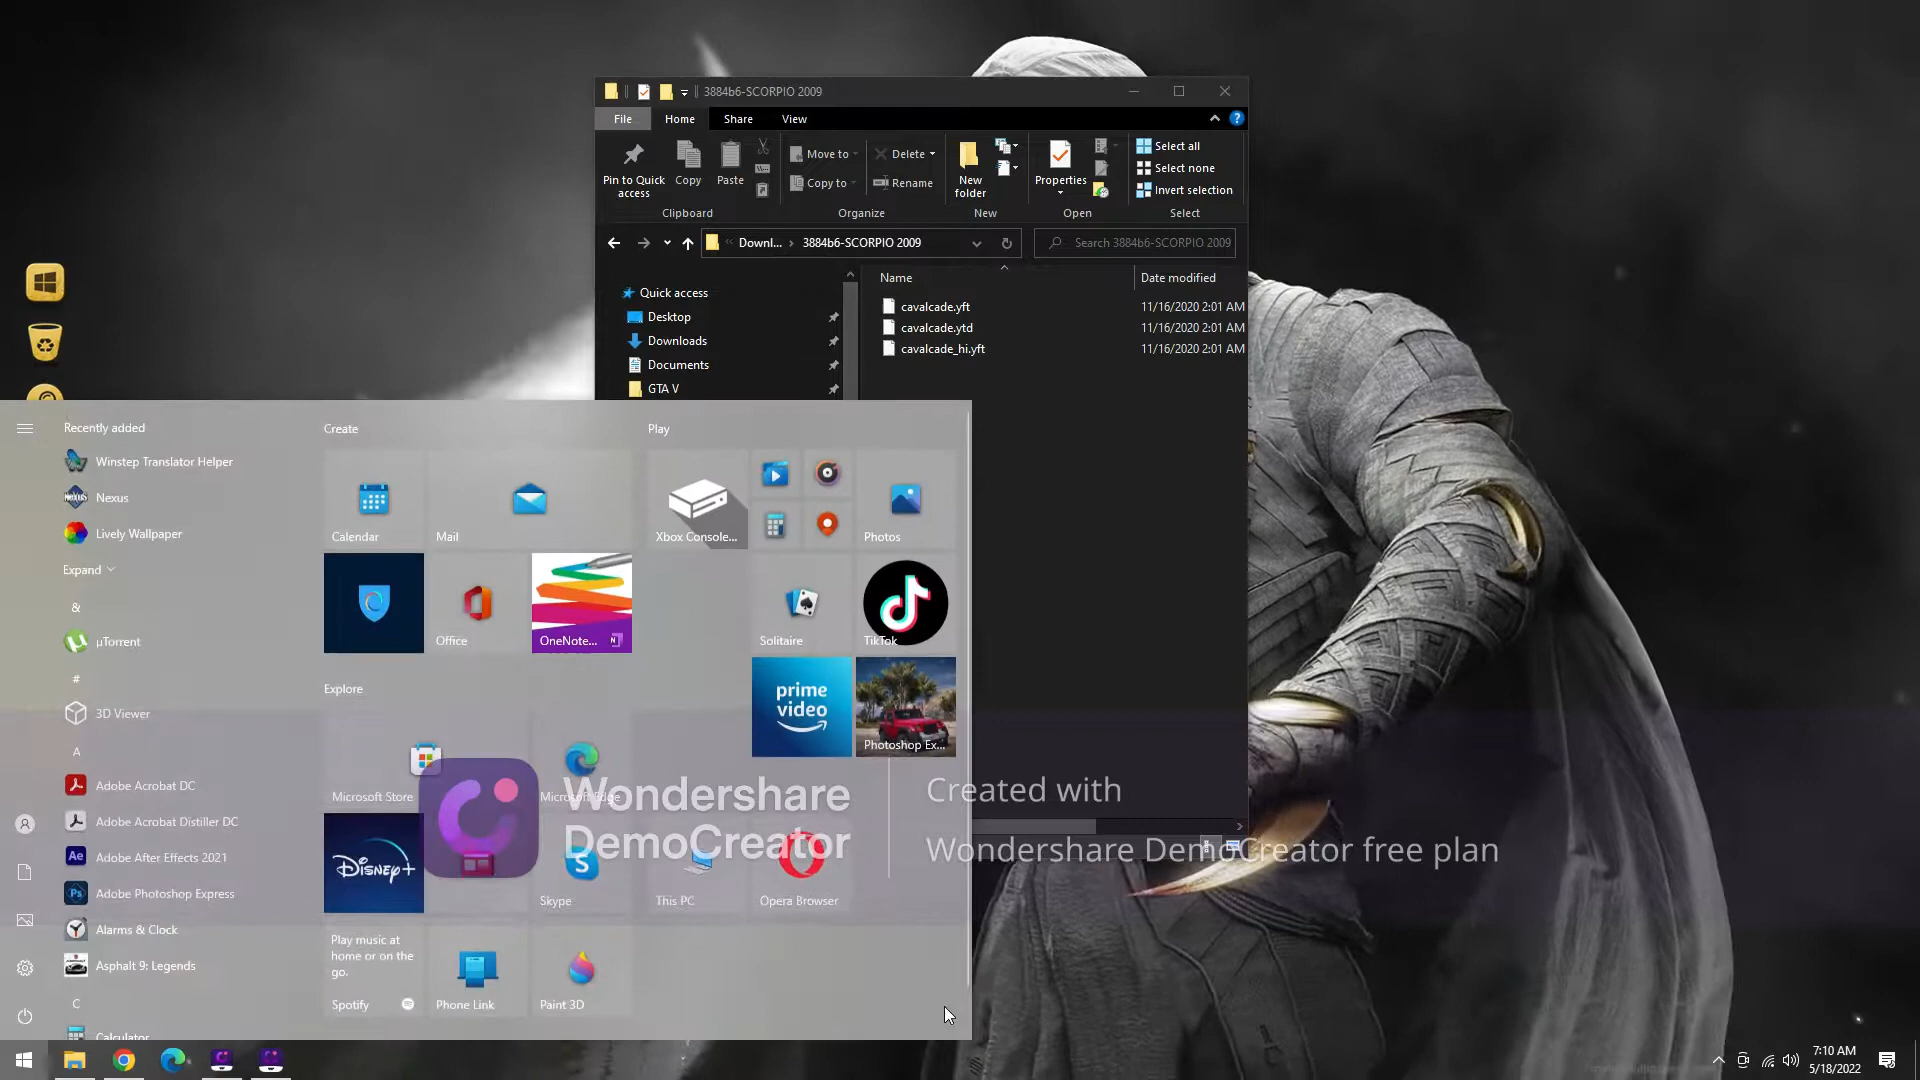 3884b6-SCORPIO 2009
File Home Share View
Pin to Quick access
Copy
Paste
Move to
Copy to
Delete
Rename
New folder
Properties
Select all
Select none
Invert selection
Clipboard
Organize
New
Open
Select
Downl... 3884b6-SCORPIO 2009
Search 3884b6-SCORPIO 2009
Name
Date modified
Quick access
Desktop
Downloads
Documents
GTA V
cavalcade.yft 11/16/2020 2:01 AM
cavalcade.ytd 11/16/2020 2:01 AM
cavalcade_hi.yft 11/16/2020 2:01 AM
Recently added
Winstep Translator Helper
Nexus
Lively Wallpaper
Expand
&
µTorrent
#
3D Viewer
A
Adobe Acrobat DC
Adobe Acrobat Distiller DC
Adobe After Effects 2021
Adobe Photoshop Express
Alarms & Clock
Asphalt 9: Legends
C
Calculator
Create
Calendar
Mail
Office
OneNote...
Explore
Microsoft Store
Microsoft Edge
Disney+
Skype
This PC
Opera Browser
Play music at
home or on the
go.
Spotify
Phone Link
Paint 3D
Play
Xbox Console...
Photos
Solitaire
TikTok
prime
video
Photoshop Ex...
Wondershare
DemoCreator
Created with
Wondershare DemoCreator free plan
7:10 AM
5/18/2022